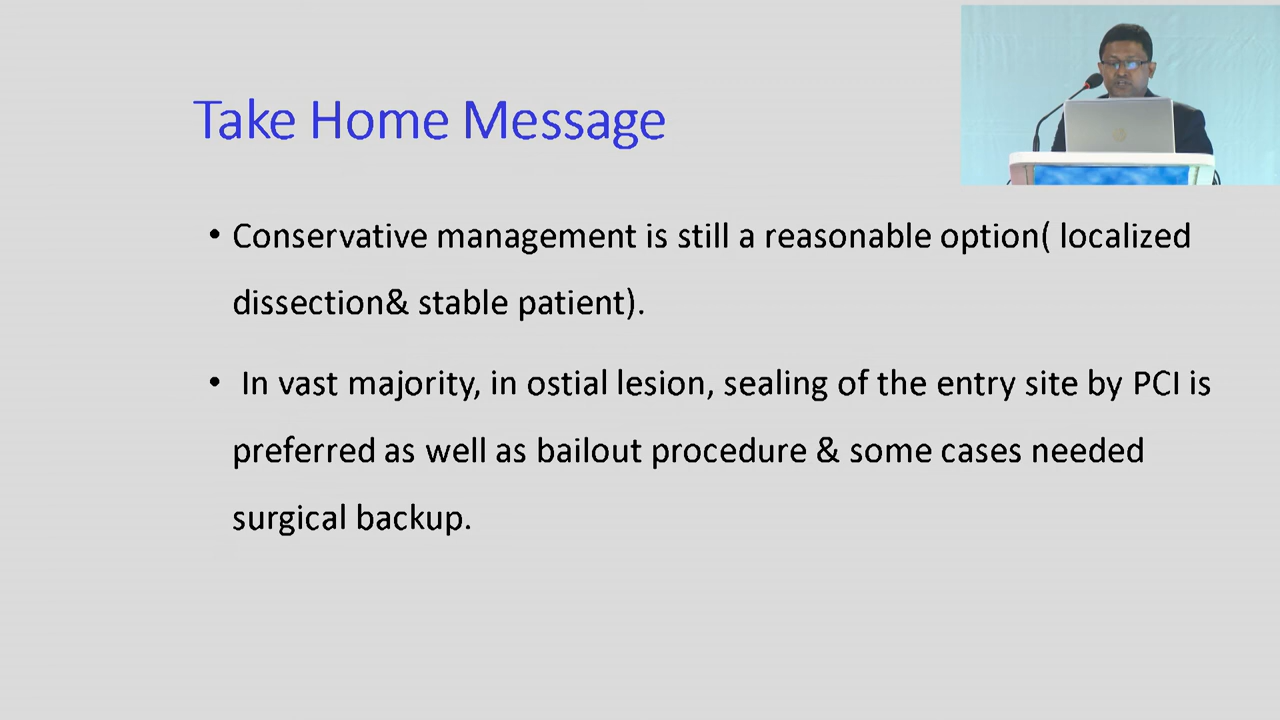 Take Home Message
• Conservative management is still a reasonable option( localized
dissection& stable patient).
• In vast majority, in ostial lesion, sealing of the entry site by PCI is
preferred as well as bailout procedure & some cases needed
surgical backup.